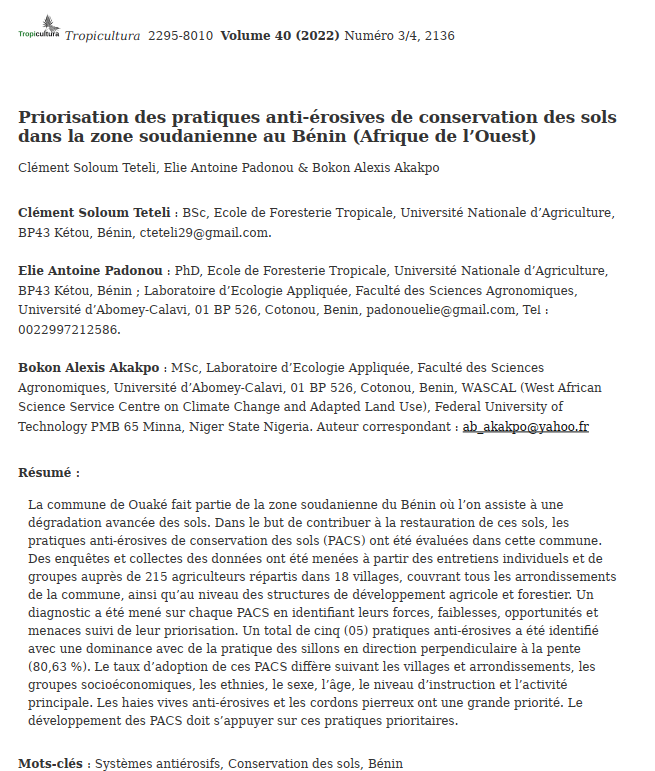 Tropicultura Tropicultura 2295-8010 Volume 40 (2022) Numéro 3/4, 2136
Priorisation des pratiques anti-érosives de conservation des sols
dans la zone soudanienne au Bénin (Afrique de l’Ouest)
Clément Soloum Teteli, Elie Antoine Padonou & Bokon Alexis Akakpo
Clément Soloum Teteli : BSc, Ecole de Foresterie Tropicale, Université Nationale d’Agriculture,
BP43 Kétou, Bénin, cteteli29@gmail.com.
Elie Antoine Padonou : PhD, Ecole de Foresterie Tropicale, Université Nationale d’Agriculture,
BP43 Kétou, Bénin ; Laboratoire d’Ecologie Appliquée, Faculté des Sciences Agronomiques,
Université d’Abomey-Calavi, 01 BP 526, Cotonou, Benin, padonouelie@gmail.com, Tel :
0022997212586.
Bokon Alexis Akakpo : MSc, Laboratoire d’Ecologie Appliquée, Faculté des Sciences
Agronomiques, Université d’Abomey-Calavi, 01 BP 526, Cotonou, Benin, WASCAL (West African
Science Service Centre on Climate Change and Adapted Land Use), Federal University of
Technology PMB 65 Minna, Niger State Nigeria. Auteur correspondant : ab_akakpo@yahoo.fr
Résumé :
La commune de Ouaké fait partie de la zone soudanienne du Bénin où l’on assiste à une
dégradation avancée des sols. Dans le but de contribuer à la restauration de ces sols, les
pratiques anti-érosives de conservation des sols (PACS) ont été évaluées dans cette commune.
Des enquêtes et collectes des données ont été menées à partir des entretiens individuels et de
groupes auprès de 215 agriculteurs répartis dans 18 villages, couvrant tous les arrondissements
de la commune, ainsi qu’au niveau des structures de développement agricole et forestier. Un
diagnostic a été mené sur chaque PACS en identifiant leurs forces, faiblesses, opportunités et
menaces suivi de leur priorisation. Un total de cinq (05) pratiques anti-érosives a été identifié
avec une dominance avec de la pratique des sillons en direction perpendiculaire à la pente
(80,63 %). Le taux d’adoption de ces PACS diffère suivant les villages et arrondissements, les
groupes socioéconomiques, les ethnies, le sexe, l’âge, le niveau d’instruction et l’activité
principale. Les haies vives anti-érosives et les cordons pierreux ont une grande priorité. Le
développement des PACS doit s’appuyer sur ces pratiques prioritaires.
Mots-clés : Systèmes antiérosifs, Conservation des sols, Bénin